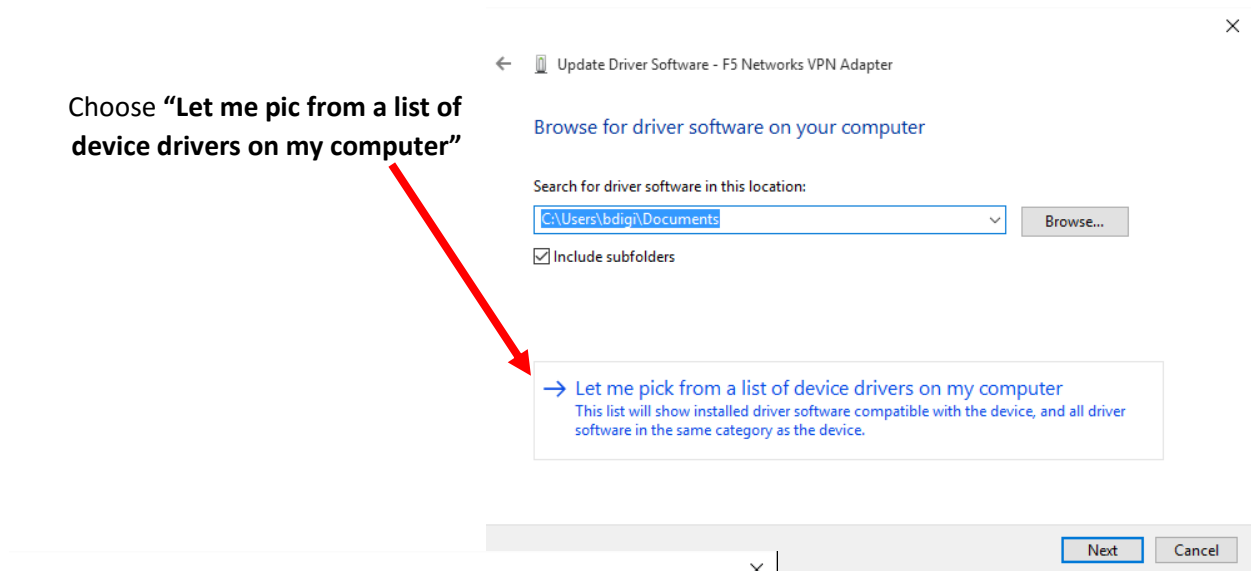 Update Driver Software - F5 Networks VPN Adapter
Choose “Let me pic from a list of
device drivers on my computer”
Browse for driver software on your computer
Search for driver software in this location:
C:\Users\bdigi\Documents
Browse...
Include subfolders
Let me pick from a list of device drivers on my computer
This list will show installed driver software compatible with the device, and all driver
software in the same category as the device.
Next
Cancel